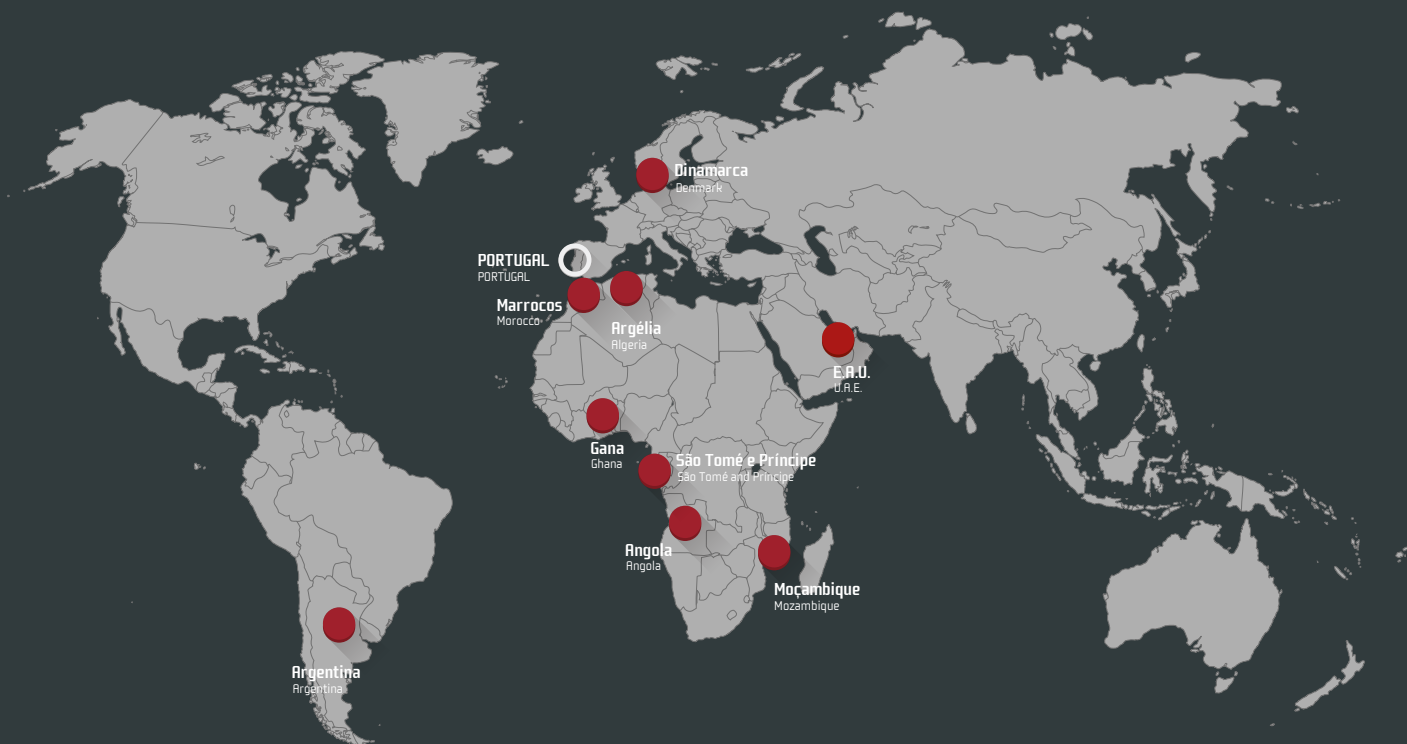 Dinamarca
Denmark
PORTUGAL
PORTUGAL
Marrocos
Morocco
Argélia
Algeria
E.A.U.
U.A.E.
Gana
Ghana
São Tomé e Príncipe
São Tomé and Príncipe
Angola
Angola
Moçambique
Mozambique
Argentina
Argentina